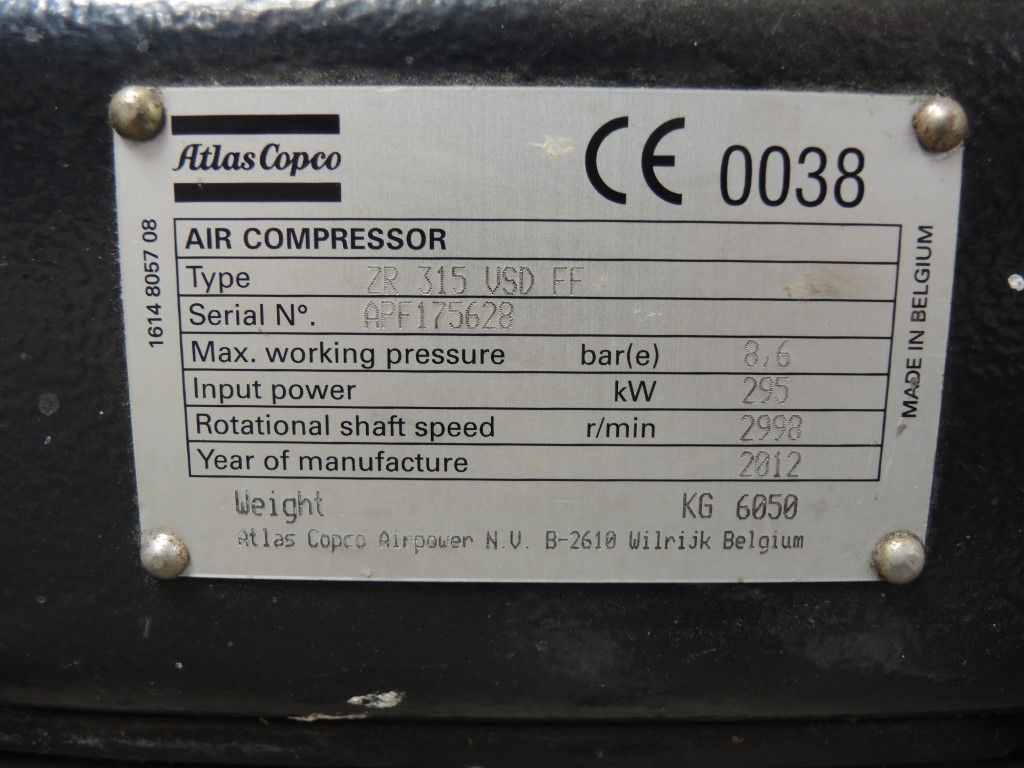 Atlas Copco
CE 0038
AIR COMPRESSOR
Type ZR 315 VSD FF
Serial N°. APF175628
Max. working pressure bar(e) 8,6
Input power kW 295
Rotational shaft speed r/min 2998
Year of manufacture 2012
Weight KG 6050
Atlas Copco Airpower N.V. B-2610 Wilrijk Belgium
1614 8057 08
MADE IN BELGIUM